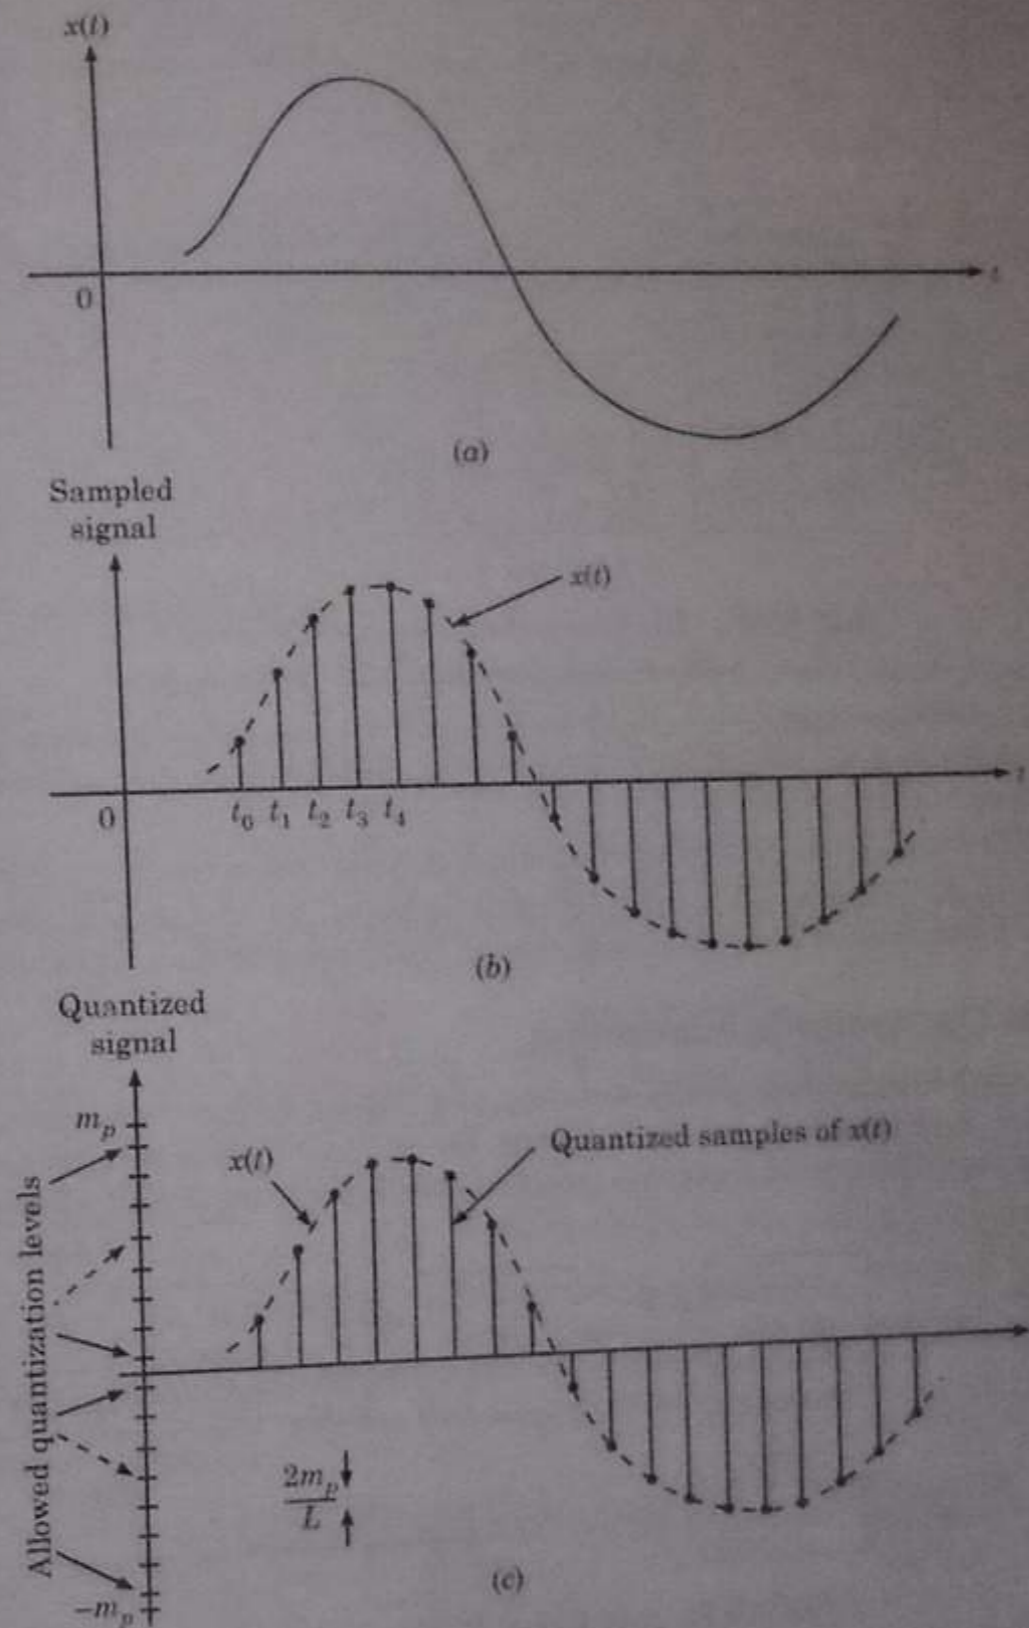 x(t)
t
0
(a)
Sampled
signal
x(t)
t
0
t₀ t₁ t₂ t₃ t₄
(b)
Quantized
signal
mₚ
x(t)
Quantized samples of x(t)
Allowed quantization levels
2mₚ
L
-mₚ
(c)